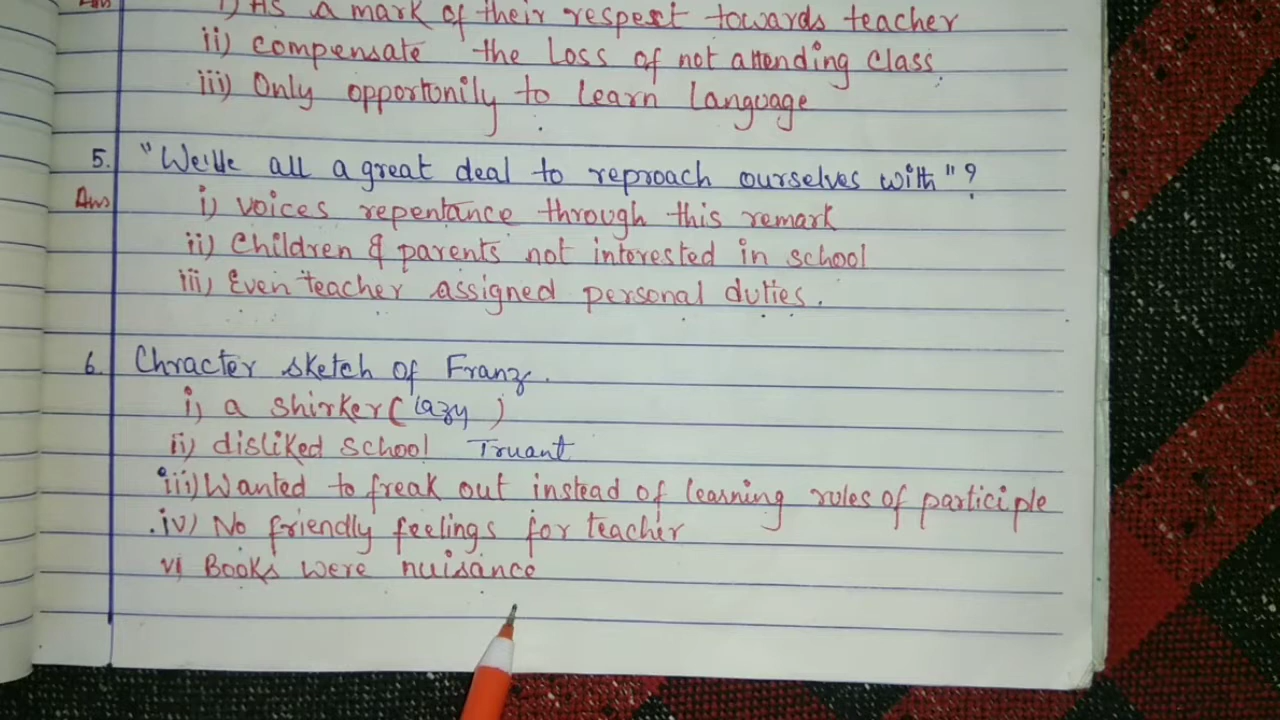 i) As a mark of their respect towards teacher
ii) compensate the Loss of not attending class.
iii) Only opportonily to learn language
5. "We'Ve all a great deal to reproach ourselves with"?
Ans i) voices repentance through this remark
ii) children & parents not interested in school
iii) Even teacher assigned personal duties.
6. Chracter sketch of Franz.
i) a shirker (lazy )
ii) disliked school Truant
iii) Wanted to freak out instead of learning rules of participle
iv) No friendly feelings for teacher
v) Books were nuisance